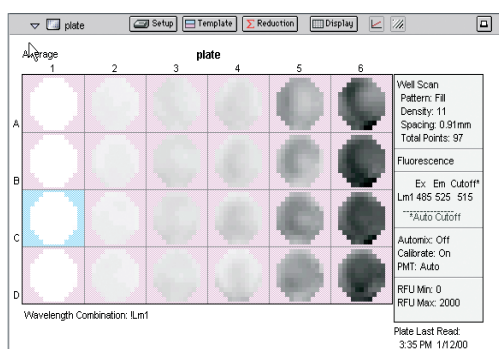 plate Setup Template Reduction Display
Average plate
1 2 3 4 5 6
A
B
C
D
Wavelength Combination: !Lm1
Well Scan
Pattern: Fill
Density: 11
Spacing: 0.91mm
Total Points: 97
Fluorescence
Ex Em Cutoff*
Lm1 485 525 515
*Auto Cutoff
Automix: Off
Calibrate: On
PMT: Auto
RFU Min: 0
RFU Max: 2000
Plate Last Read:
3:35 PM 1/12/00